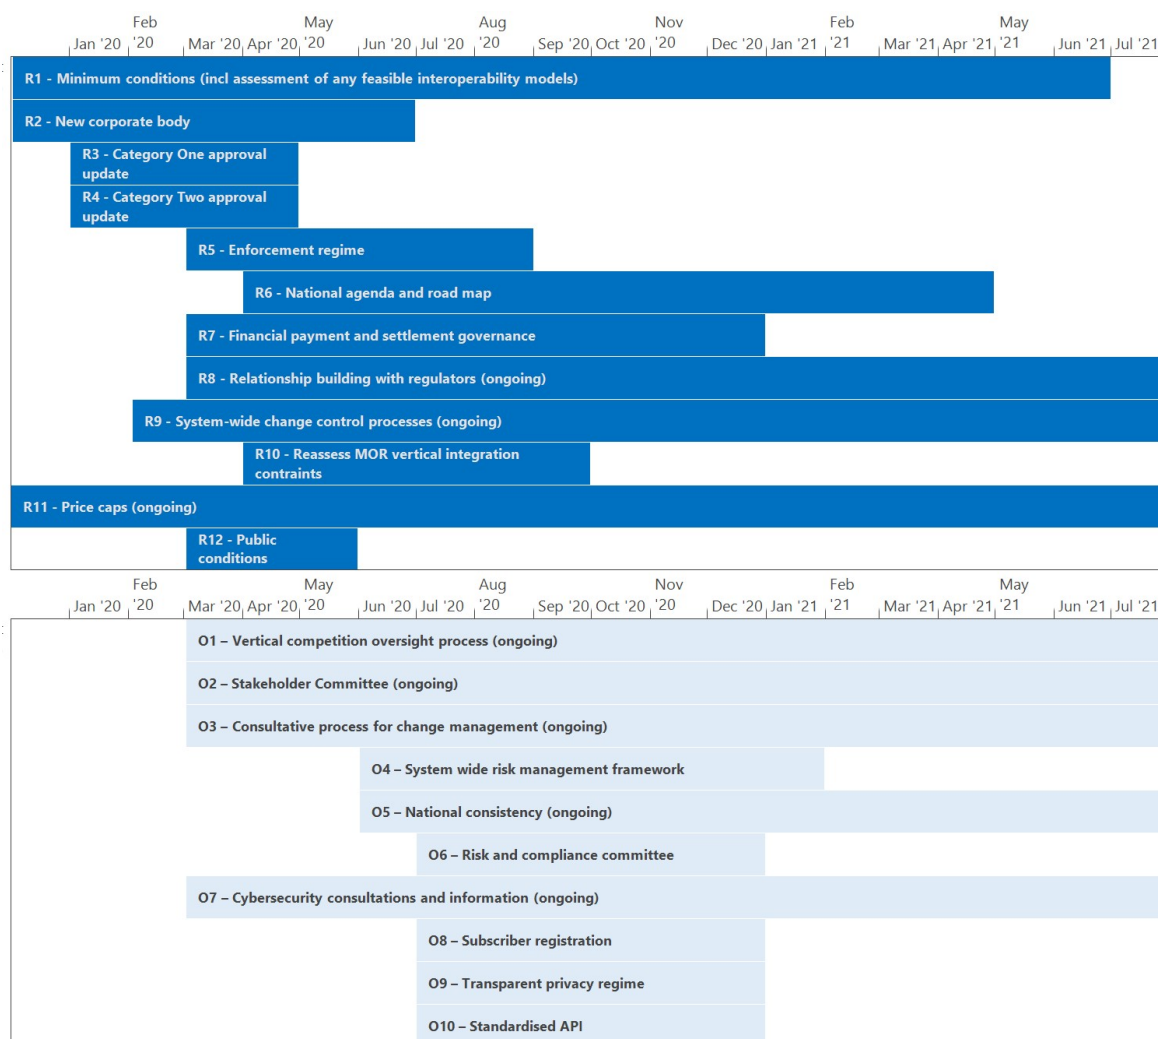 Feb May Aug Nov Feb May
Jan '20 '20 Mar '20 Apr '20 '20 Jun '20 Jul '20 '20 Sep '20 Oct '20 '20 Dec '20 Jan '21 '21 Mar '21 Apr '21 '21 Jun '21 Jul '21
:
R1 - Minimum conditions (incl assessment of any feasible interoperability models)
R2 - New corporate body
R3 - Category One approval
update
R4 - Category Two approval
update
R5 - Enforcement regime
R6 - National agenda and road map
R7 - Financial payment and settlement governance
R8 - Relationship building with regulators (ongoing)
R9 - System-wide change control processes (ongoing)
R10 - Reassess MOR vertical integration
contraints
R11 - Price caps (ongoing)
R12 - Public
conditions
Feb May Aug Nov Feb May
Jan '20 '20 Mar '20 Apr '20 '20 Jun '20 Jul '20 '20 Sep '20 Oct '20 '20 Dec '20 Jan '21 '21 Mar '21 Apr '21 '21 Jun '21 Jul '21
:
O1 – Vertical competition oversight process (ongoing)
O2 – Stakeholder Committee (ongoing)
O3 – Consultative process for change management (ongoing)
O4 – System wide risk management framework
O5 – National consistency (ongoing)
O6 – Risk and compliance committee
O7 – Cybersecurity consultations and information (ongoing)
O8 – Subscriber registration
O9 – Transparent privacy regime
O10 – Standardised API